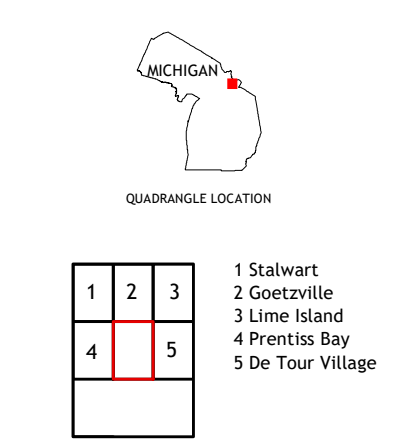 MICHIGAN
QUADRANGLE LOCATION
1 2 3
4 5
1 Stalwart
2 Goetzville
3 Lime Island
4 Prentiss Bay
5 De Tour Village